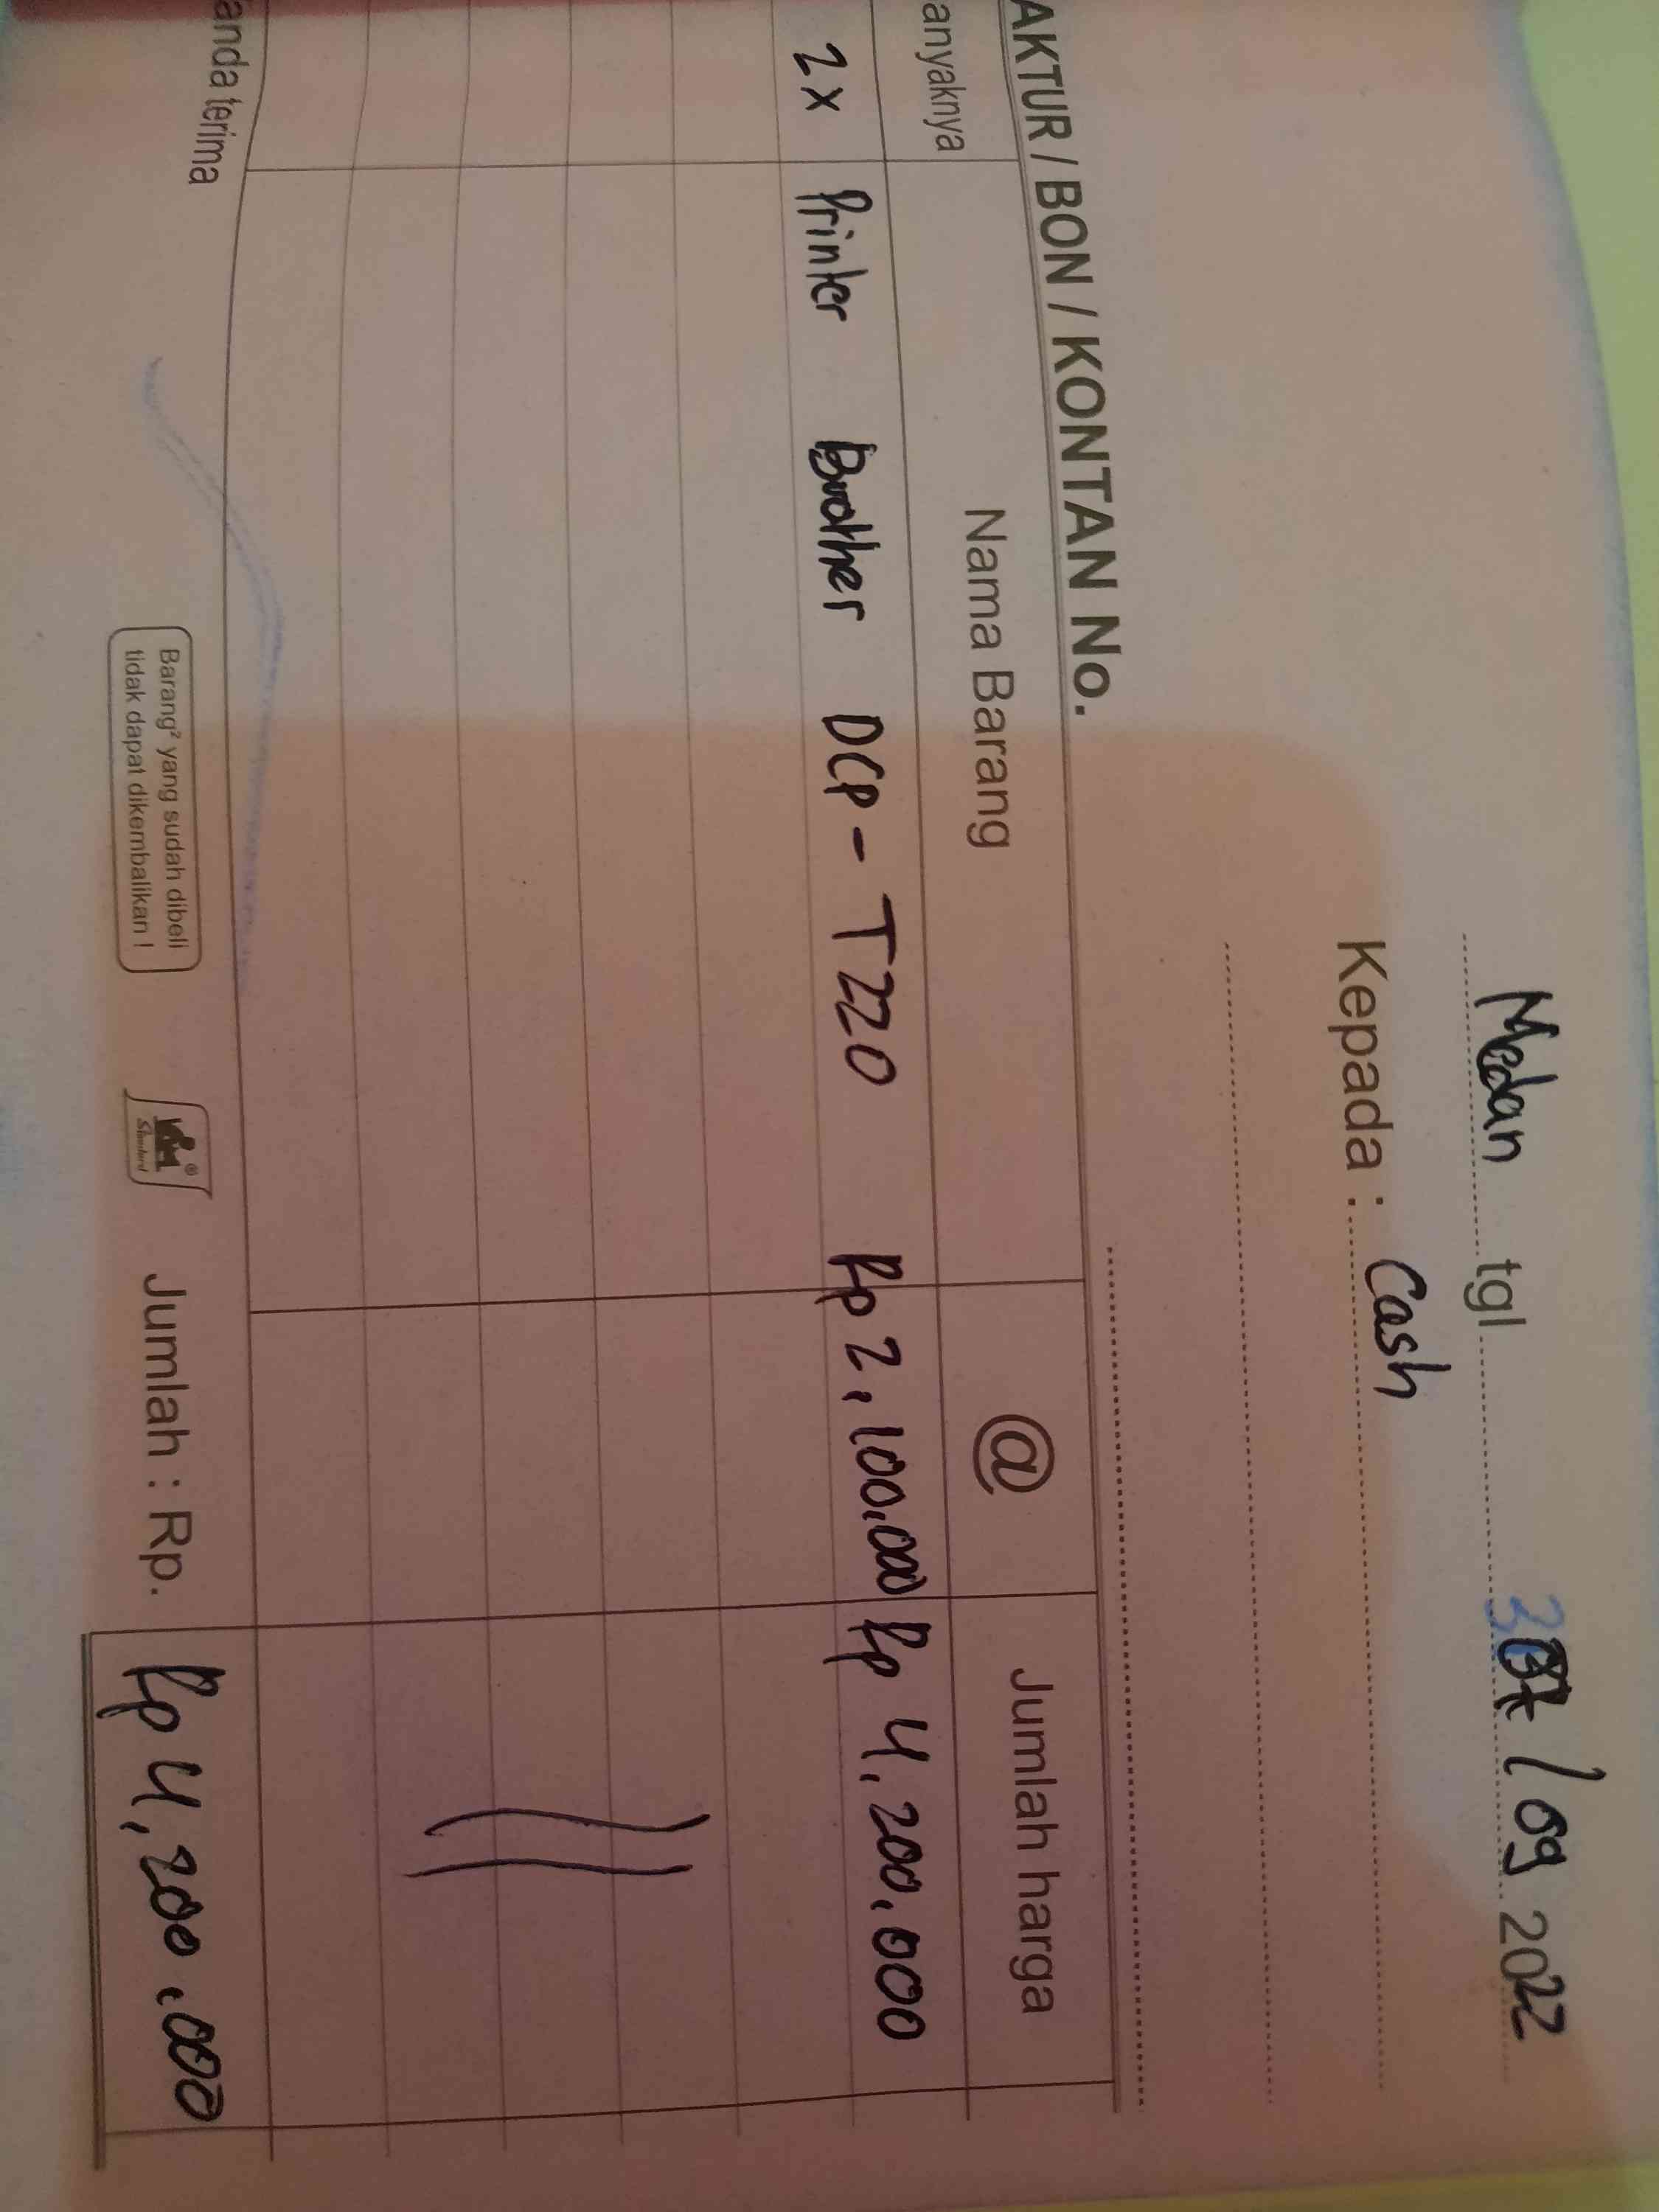 Medan tgl / 09 2022
Kepada : Cash
AKTUR / BON / KONTAN No.
anyaknya Nama Barang @ Jumlah harga
2x Printer Brother DCP - T220 Rp 2,100.000 Rp 4,200.000
anda terima
Barang² yang sudah dibeli
tidak dapat dikembalikan !
Standard
Jumlah : Rp. Rp 4,200.000